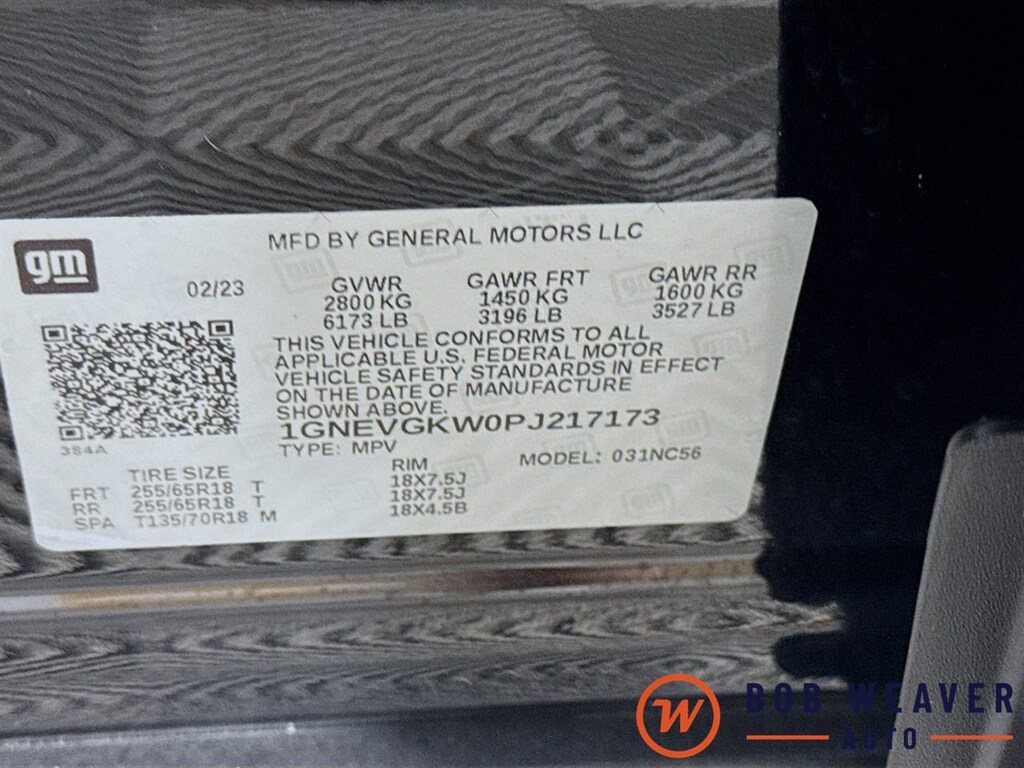 gm
MFD BY GENERAL MOTORS LLC
02/23
GVWR GAWR FRT GAWR RR
2800 KG 1450 KG 1600 KG
6173 LB 3196 LB 3527 LB
THIS VEHICLE CONFORMS TO ALL
APPLICABLE U.S. FEDERAL MOTOR
VEHICLE SAFETY STANDARDS IN EFFECT
ON THE DATE OF MANUFACTURE
SHOWN ABOVE.
1GNEVGKW0PJ217173
384A
TYPE: MPV MODEL: 031NC56
TIRE SIZE RIM
FRT 255/65R18 T 18X7.5J
RR 255/65R18 T 18X7.5J
SPA T135/70R18 M 18X4.5B
W BOB WEAVER
AUTO